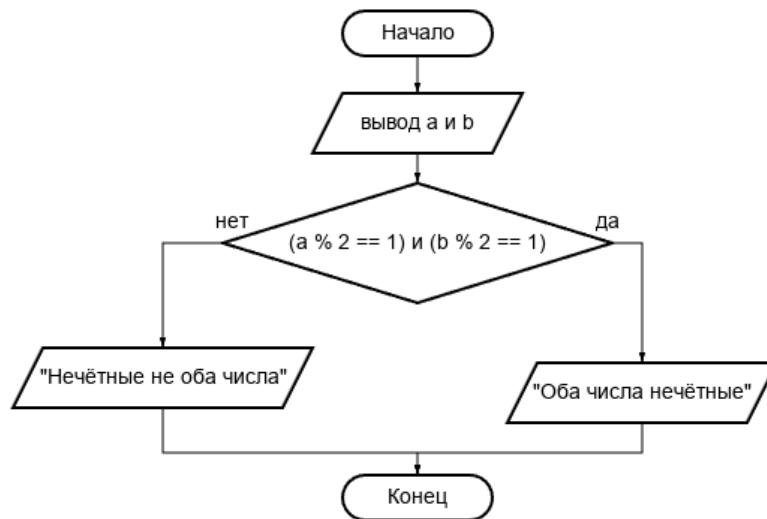 Начало
вывод a и b
нет
да
(a % 2 == 1) и (b % 2 == 1)
"Нечётные не оба числа"
"Оба числа нечётные"
Конец